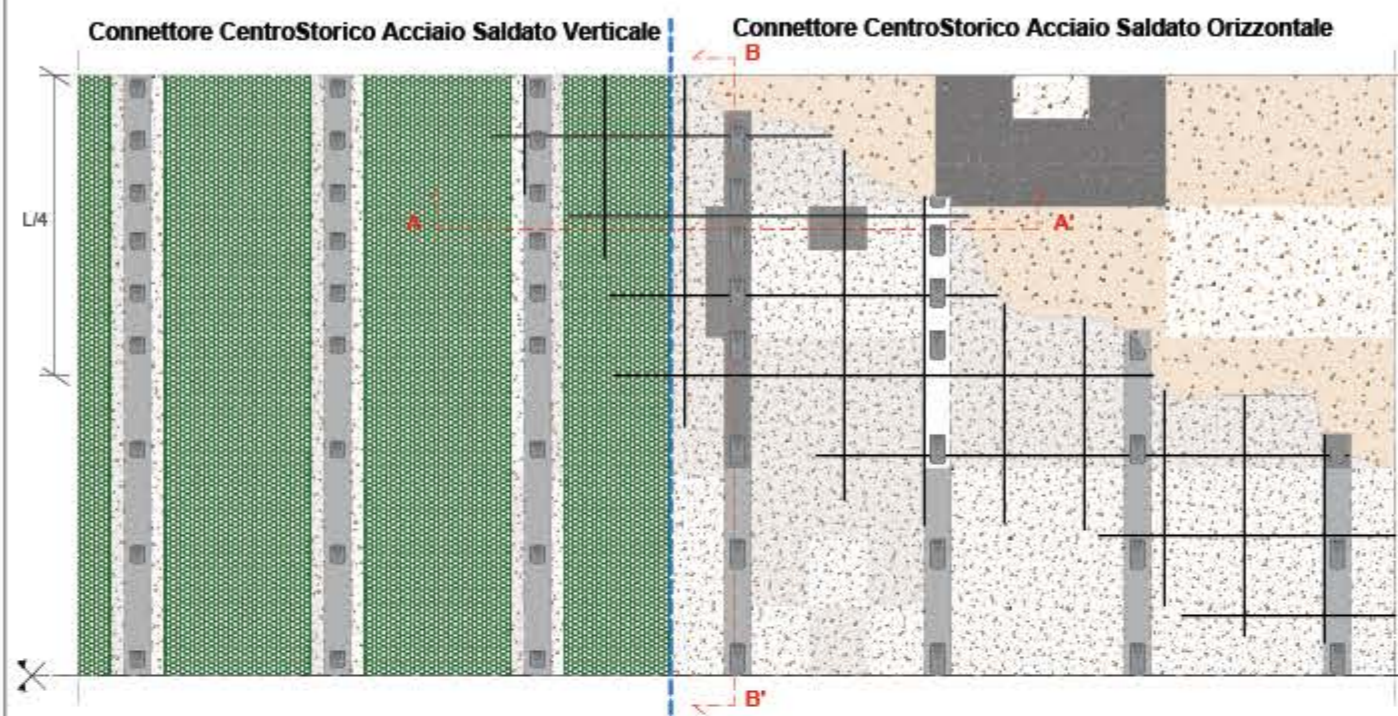 Connettore CentroStorico Acciaio Saldato Verticale
Connettore CentroStorico Acciaio Saldato Orizzontale
B
L/4
A
A'
B'